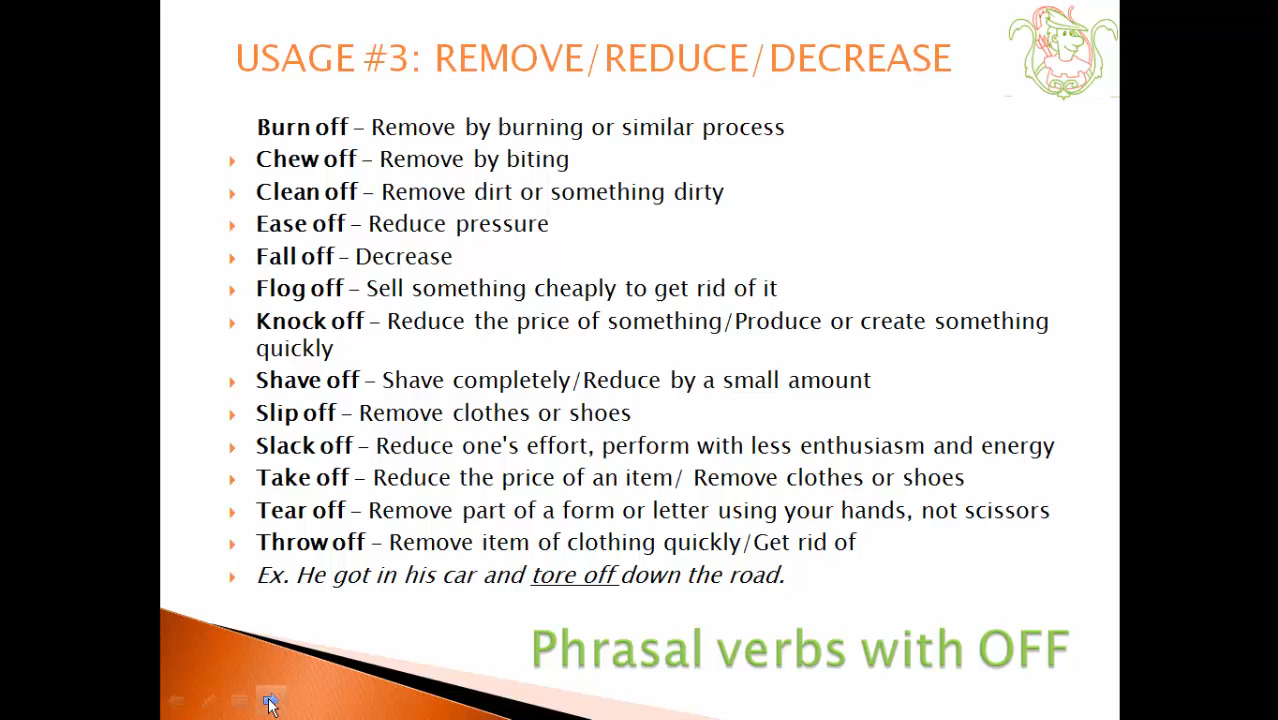 USAGE #3: REMOVE/REDUCE/DECREASE
Burn off – Remove by burning or similar process
Chew off – Remove by biting
Clean off – Remove dirt or something dirty
Ease off – Reduce pressure
Fall off – Decrease
Flog off – Sell something cheaply to get rid of it
Knock off – Reduce the price of something/Produce or create something
quickly
Shave off – Shave completely/Reduce by a small amount
Slip off – Remove clothes or shoes
Slack off – Reduce one's effort, perform with less enthusiasm and energy
Take off – Reduce the price of an item/ Remove clothes or shoes
Tear off – Remove part of a form or letter using your hands, not scissors
Throw off – Remove item of clothing quickly/Get rid of
Ex. He got in his car and tore off down the road.
Phrasal verbs with OFF